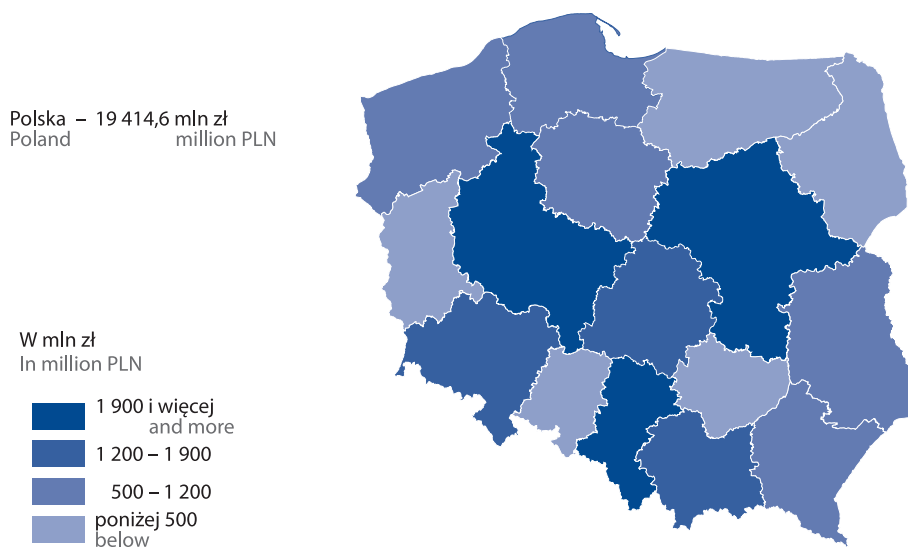 Polska – 19 414,6 mln zł
Poland million PLN
W mln zł
In million PLN
1 900 i więcej
and more
1 200 – 1 900
500 – 1 200
poniżej 500
below